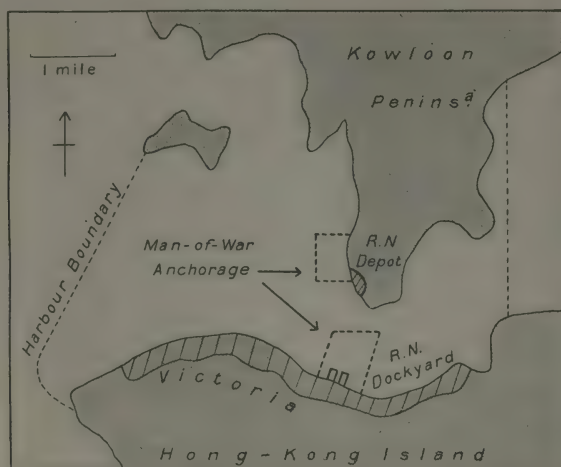 Kowloon
Penins.ª
1 mile
Harbour Boundary
Man-of-War
Anchorage
R.N
Depot
R.N.
Dockyard
Victoria
Hong-Kong Island